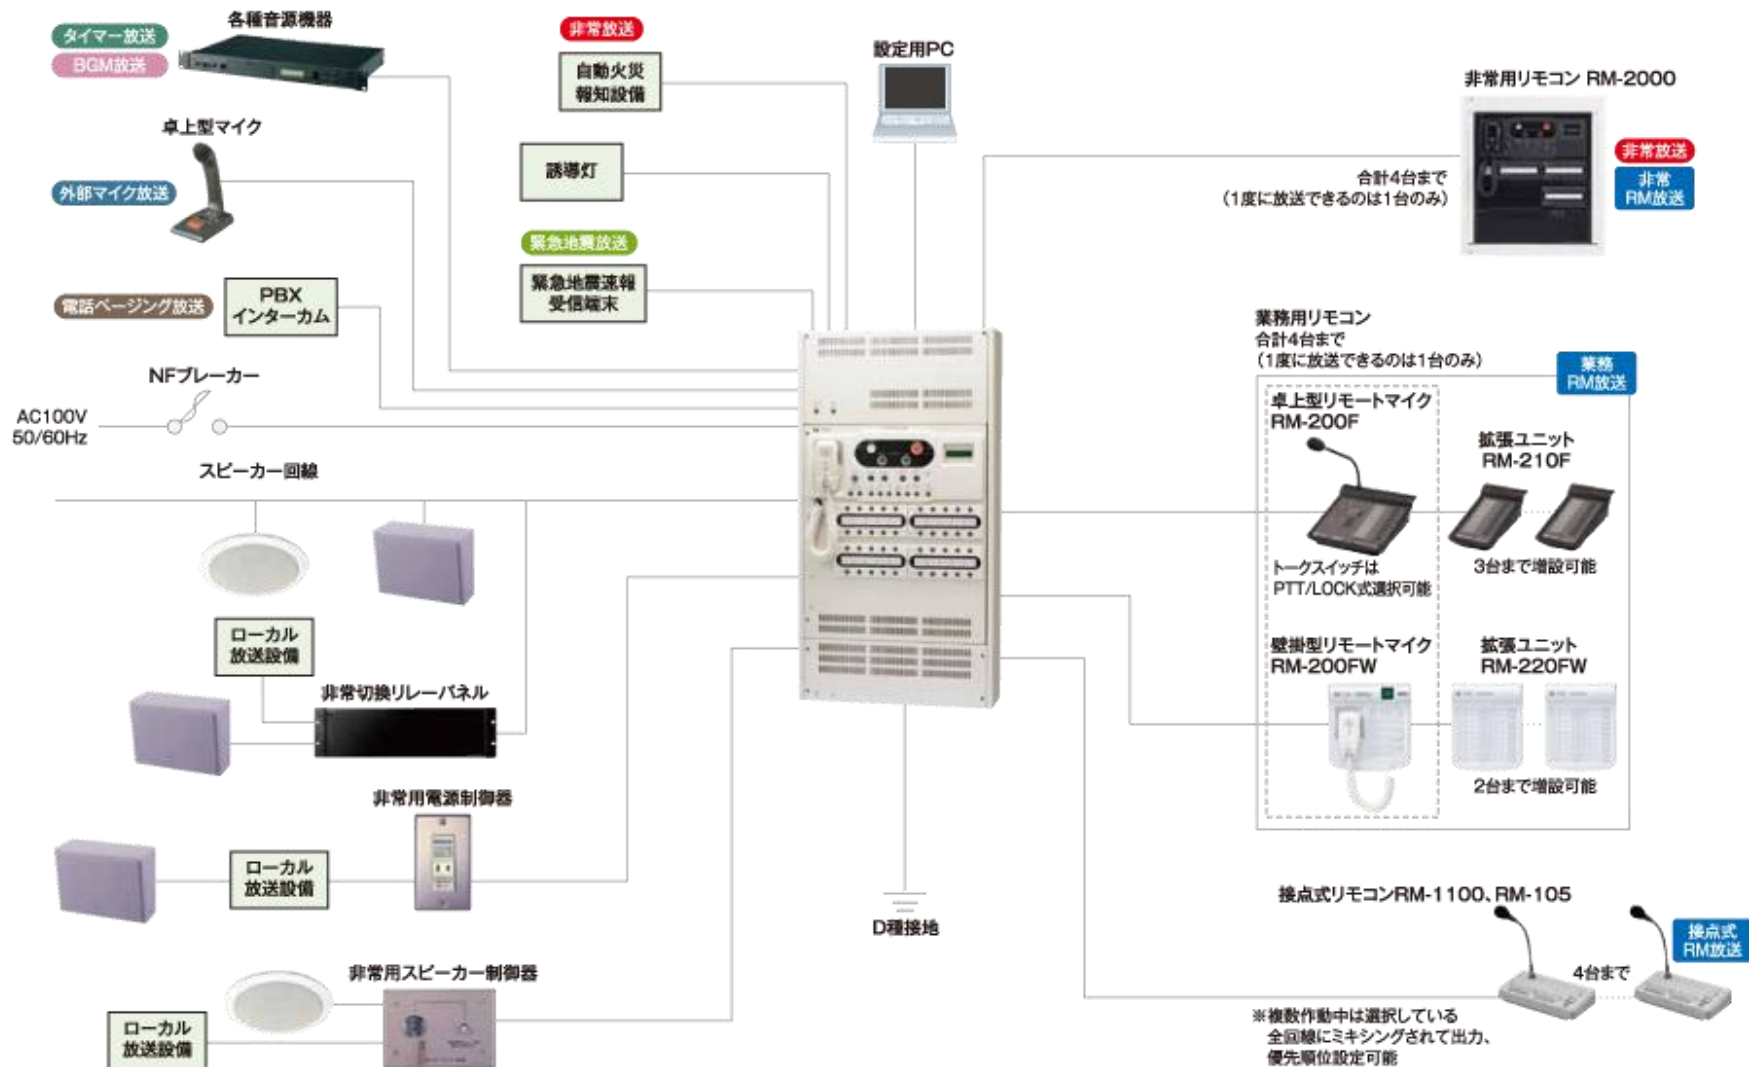 各種音源機器
タイマー放送
BGM放送
卓上型マイク
外部マイク放送
電話ページング放送
PBX
インターカム
NFブレーカー
AC100V
50/60Hz
スピーカー回線
ローカル
放送設備
非常切換リレーパネル
非常用電源制御器
ローカル
放送設備
非常用スピーカー制御器
ローカル
放送設備
非常放送
自動火災
報知設備
誘導灯
緊急地震放送
緊急地震速報
受信端末
設定用PC
D種接地
非常用リモコン RM-2000
非常放送
非常
RM放送
合計4台まで
(1度に放送できるのは1台のみ)
業務用リモコン
合計4台まで
(1度に放送できるのは1台のみ)
業務
RM放送
卓上型リモートマイク
RM-200F
拡張ユニット
RM-210F
トークスイッチは
PTT/LOCK式選択可能
3台まで増設可能
壁掛型リモートマイク
RM-200FW
拡張ユニット
RM-220FW
2台まで増設可能
接点式リモコンRM-1100、RM-105
接点式
RM放送
4台まで
※複数作動中は選択している
全回線にミキシングされて出力、
優先順位設定可能